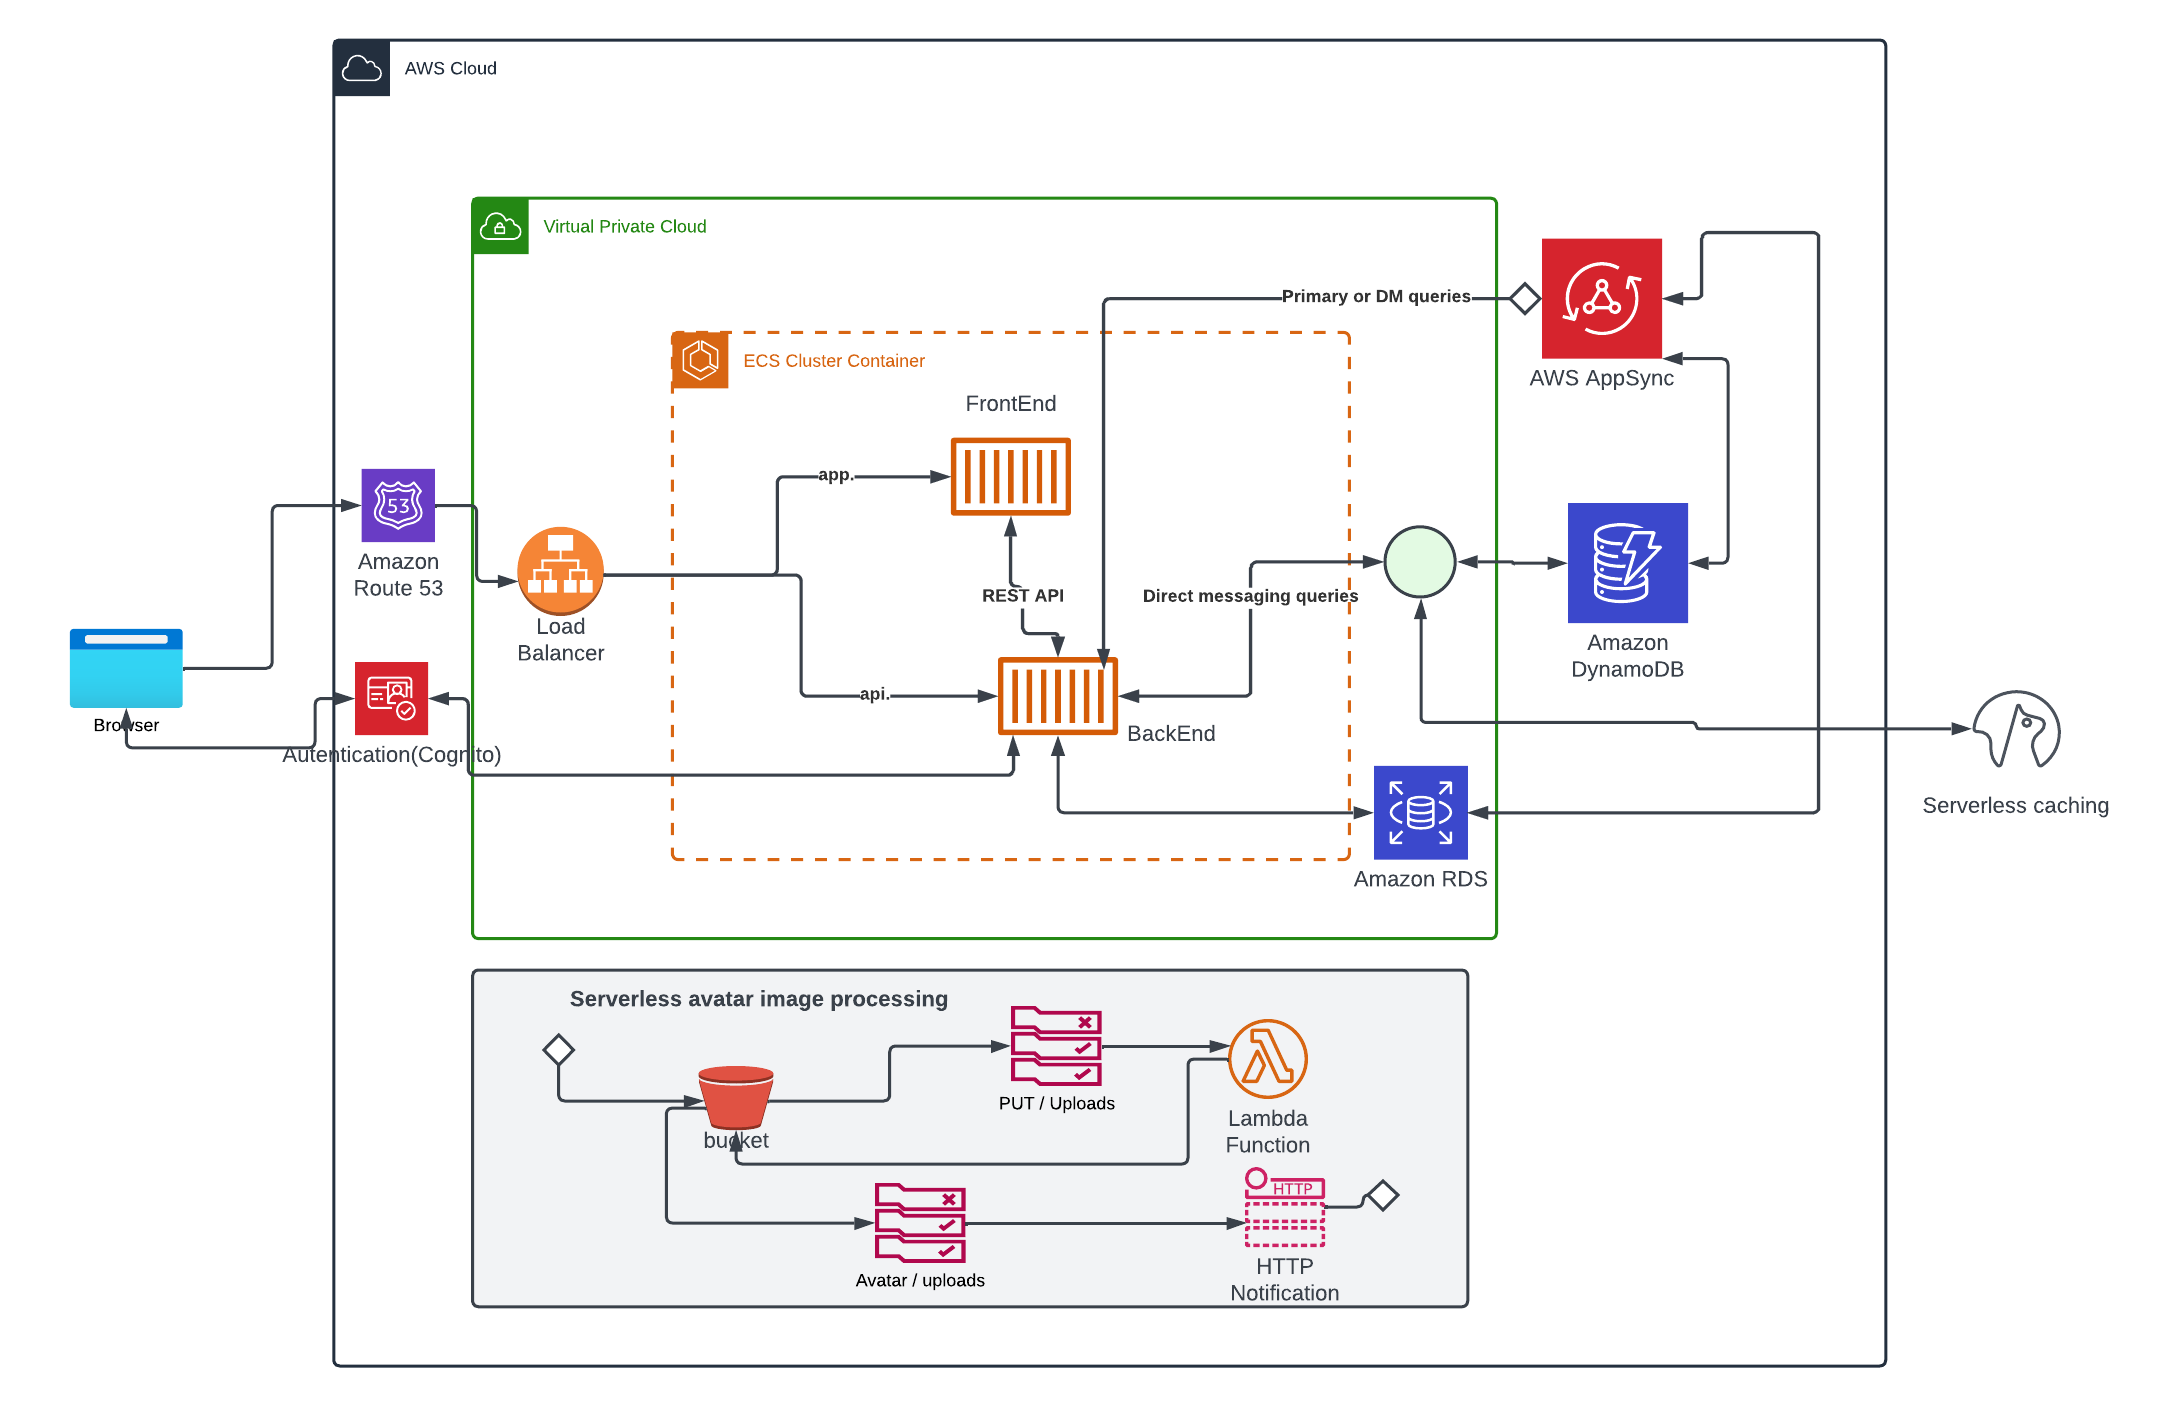 AWS Cloud
Virtual Private Cloud
Primary or DM queries
ECS Cluster Container
AWS AppSync
FrontEnd
app.
53
Amazon
Route 53
REST API
Direct messaging queries
Load
Balancer
Amazon
DynamoDB
api.
Browser
BackEnd
Autentication(Cognito)
Serverless caching
Amazon RDS
Serverless avatar image processing
PUT / Uploads
Lambda
Function
bucket
HTTP
Avatar / uploads
HTTP
Notification